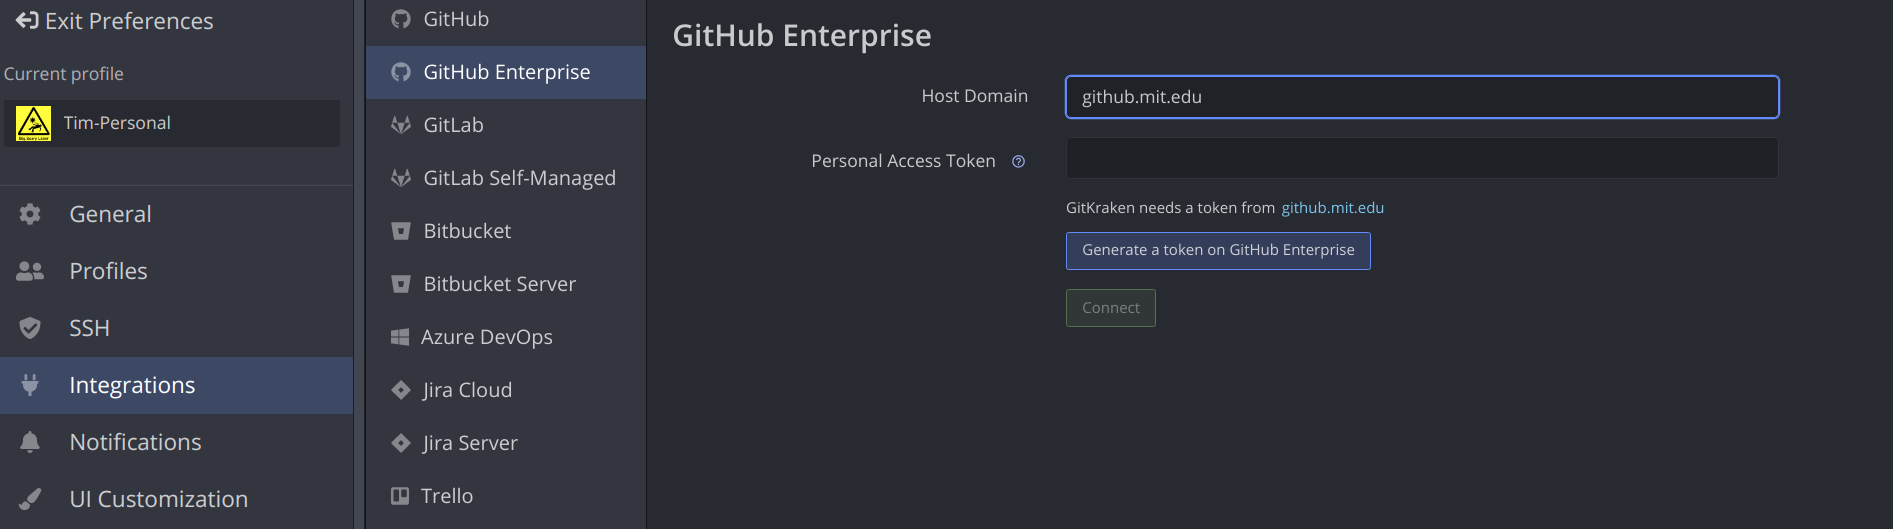 Exit Preferences
Current profile
Tim-Personal
General
Profiles
SSH
Integrations
Notifications
UI Customization
GitHub
GitHub Enterprise
GitLab
GitLab Self-Managed
Bitbucket
Bitbucket Server
Azure DevOps
Jira Cloud
Jira Server
Trello
GitHub Enterprise
Host Domain
github.mit.edu
Personal Access Token
GitKraken needs a token from github.mit.edu
Generate a token on GitHub Enterprise
Connect